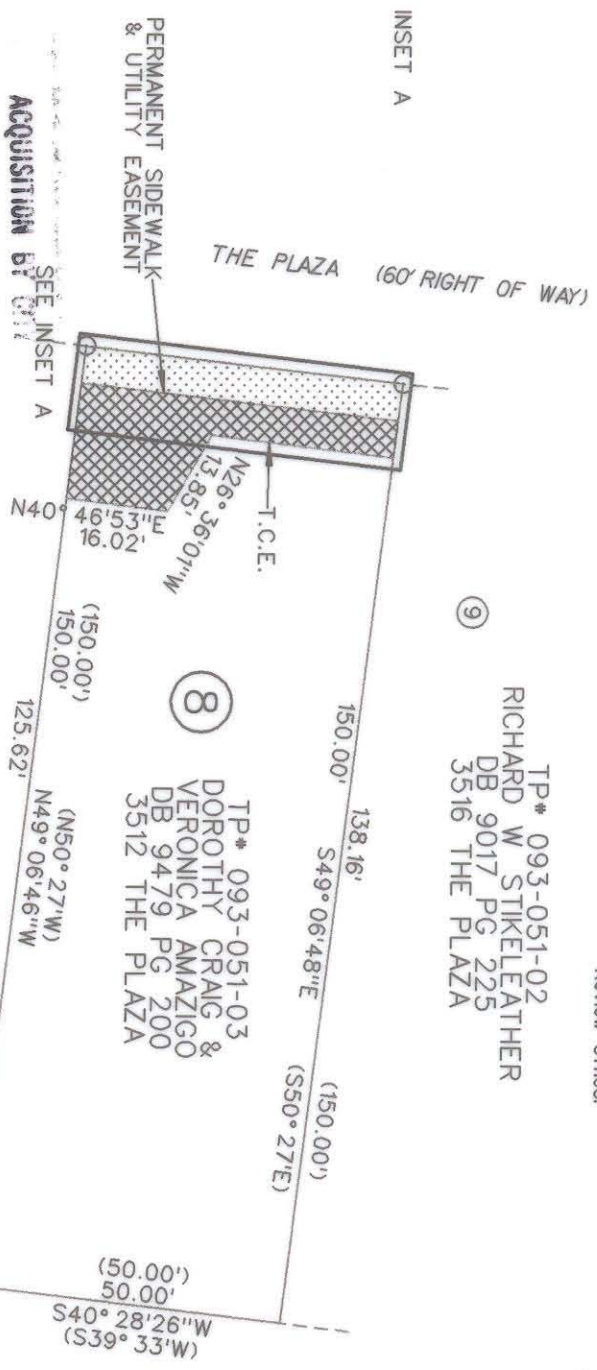 INSET A
THE PLAZA (60' RIGHT OF WAY)
PERMANENT SIDEWALK
& UTILITY EASEMENT
SEE INSET A
ACQUISITION BY CITY
T.C.E.
N26°36'01"W
13.85'
N40°46'53"E
16.02'
9
TP# 093-051-02
RICHARD W STIKELEATHER
DB 9017 PG 225
3516 THE PLAZA
150.00'
138.16'
S49°06'48"E
(150.00')
(S50°27'E)
8
TP# 093-051-03
DOROTHY CRAIG &
VERONICA AMAZIGO
DB 9479 PG 200
3512 THE PLAZA
(150.00')
150.00'
125.62'
(N50°27'W)
N49°06'46"W
(50.00')
50.00'
S40°28'26"W
(S39°33'W)